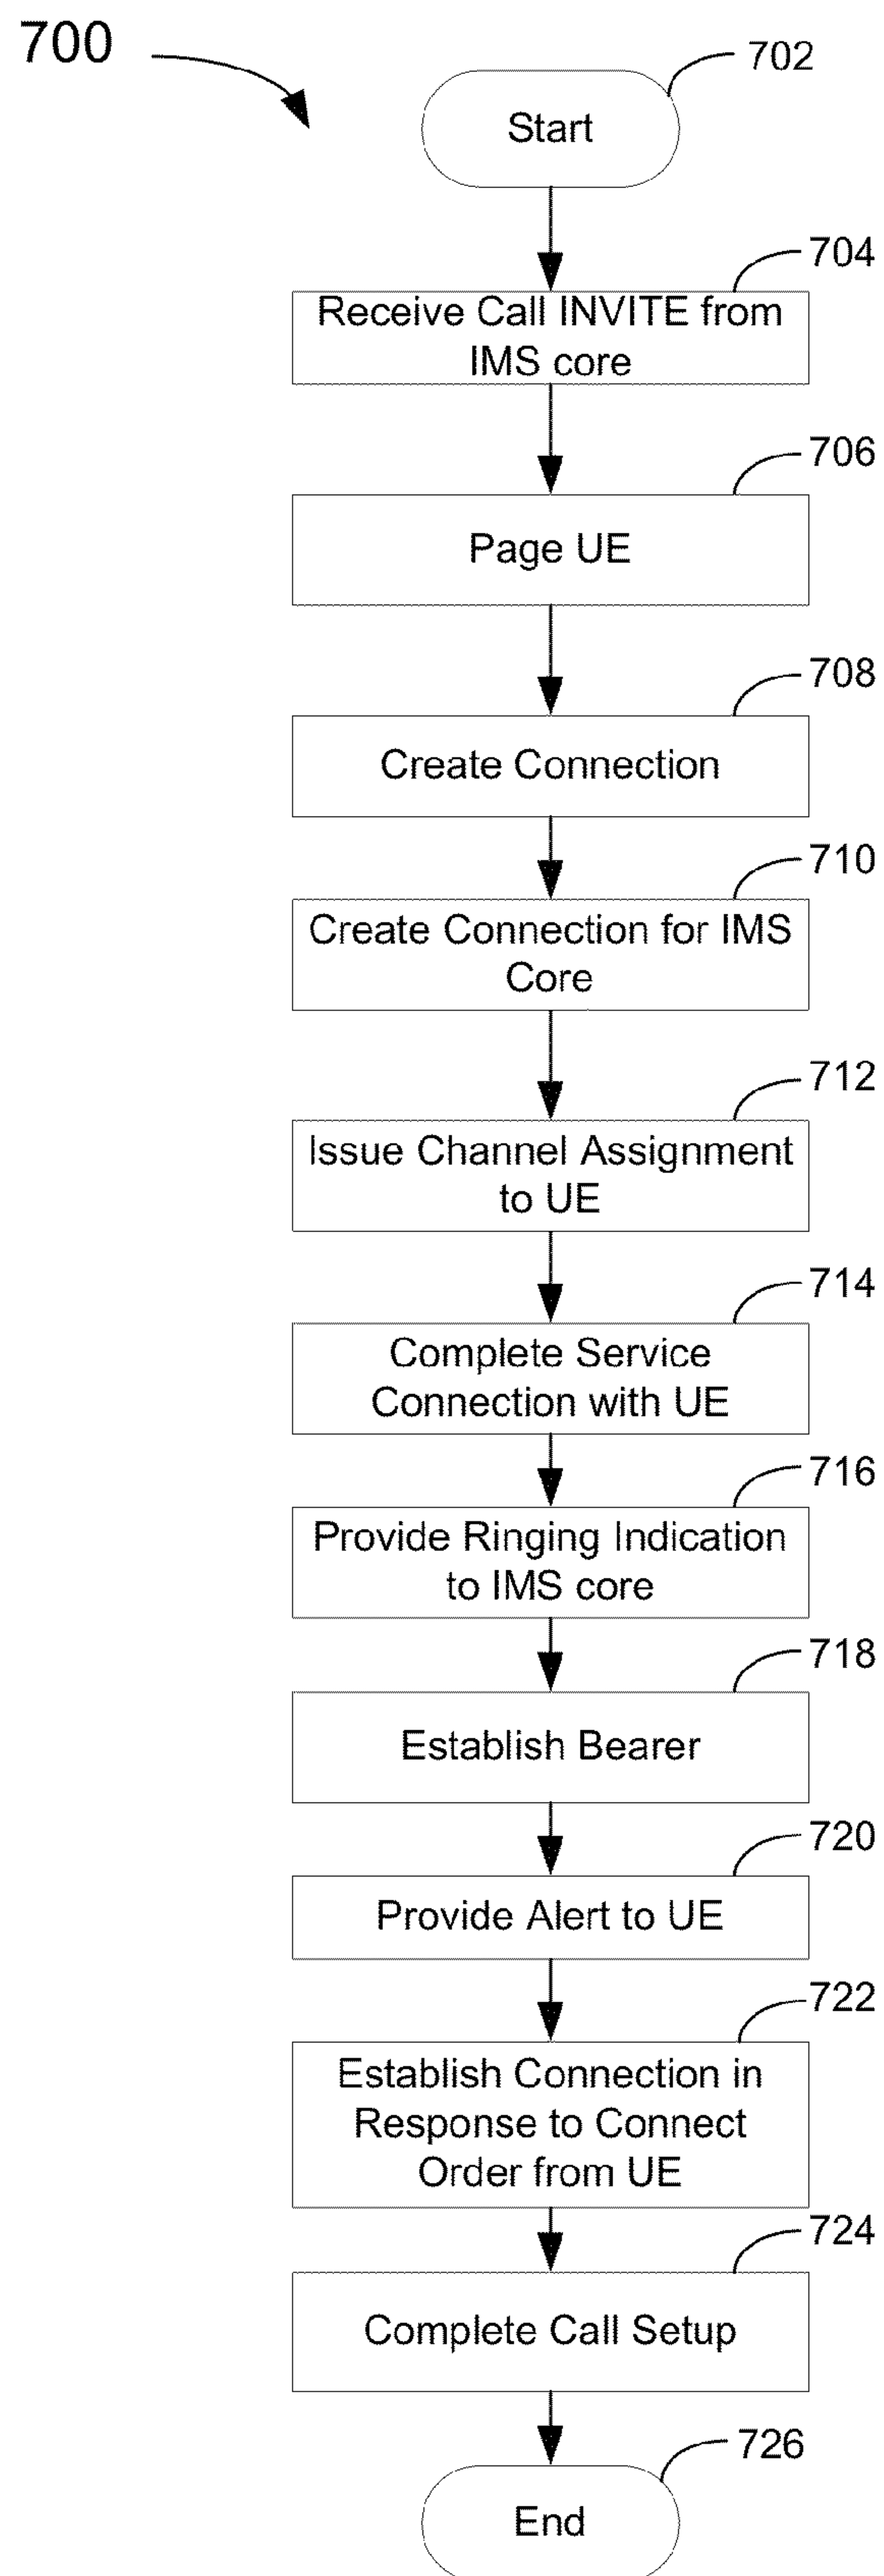 700
702
Start
704
Receive Call INVITE from
IMS core
706
Page UE
708
Create Connection
710
Create Connection for IMS
Core
712
Issue Channel Assignment
to UE
714
Complete Service
Connection with UE
716
Provide Ringing Indication
to IMS core
718
Establish Bearer
720
Provide Alert to UE
722
Establish Connection in
Response to Connect
Order from UE
724
Complete Call Setup
726
End